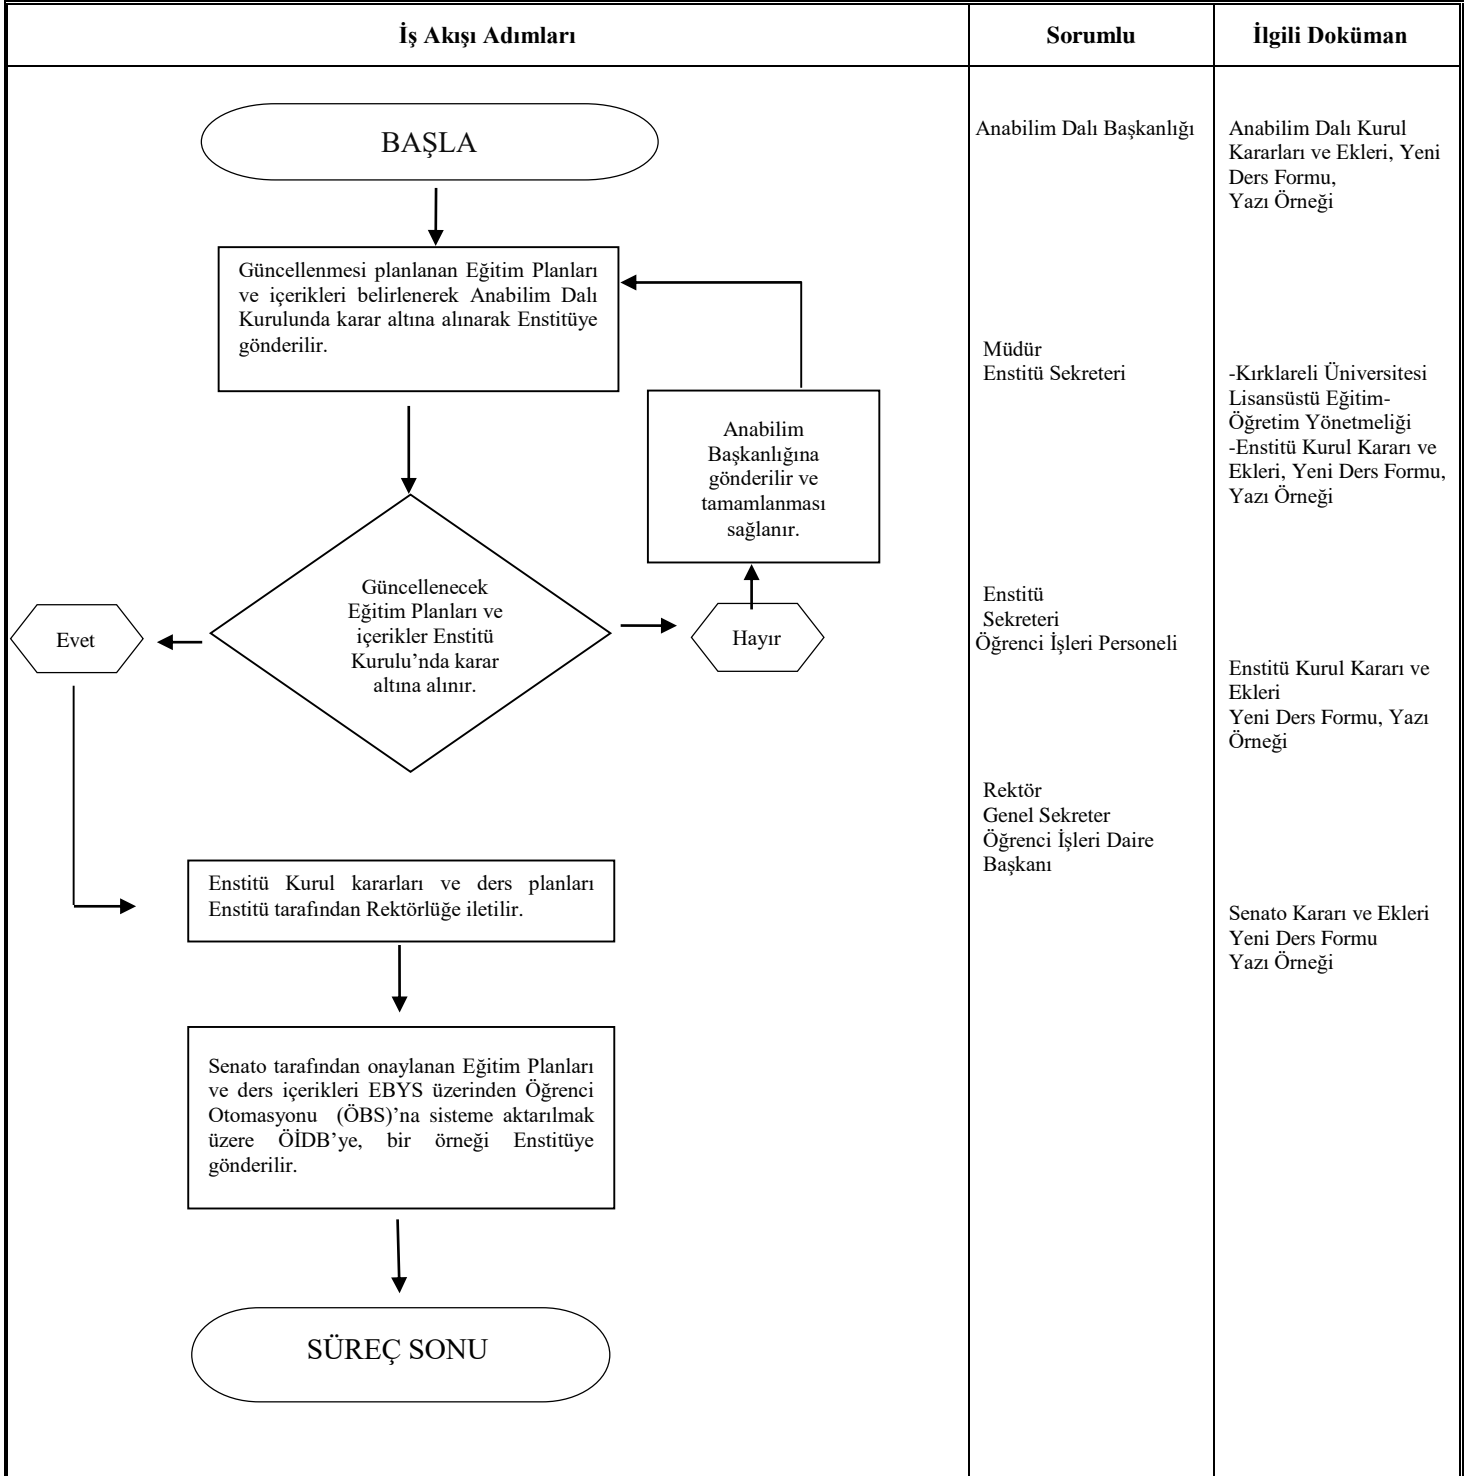 İş Akışı Adımları
Sorumlu
İlgili Doküman
BAŞLA
Güncellenmesi planlanan Eğitim Planları
ve içerikleri belirlenerek Anabilim Dalı
Kurulunda karar altına alınarak Enstitüye
gönderilir.
Anabilim
Başkanlığına
gönderilir ve
tamamlanması
sağlanır.
Güncellenecek
Eğitim Planları ve
içerikler Enstitü
Kurulu’nda karar
altına alınır.
Evet
Hayır
Enstitü Kurul kararları ve ders planları
Enstitü tarafından Rektörlüğe iletilir.
Senato tarafından onaylanan Eğitim Planları
ve ders içerikleri EBYS üzerinden Öğrenci
Otomasyonu (ÖBS)’na sisteme aktarılmak
üzere ÖİDB’ye, bir örneği Enstitüye
gönderilir.
SÜREÇ SONU
Anabilim Dalı Başkanlığı
Müdür
Enstitü Sekreteri
Enstitü
Sekreteri
Öğrenci İşleri Personeli
Rektör
Genel Sekreter
Öğrenci İşleri Daire
Başkanı
Anabilim Dalı Kurul
Kararları ve Ekleri, Yeni
Ders Formu,
Yazı Örneği
-Kırklareli Üniversitesi
Lisansüstü Eğitim-
Öğretim Yönetmeliği
-Enstitü Kurul Kararı ve
Ekleri, Yeni Ders Formu,
Yazı Örneği
Enstitü Kurul Kararı ve
Ekleri
Yeni Ders Formu, Yazı
Örneği
Senato Kararı ve Ekleri
Yeni Ders Formu
Yazı Örneği